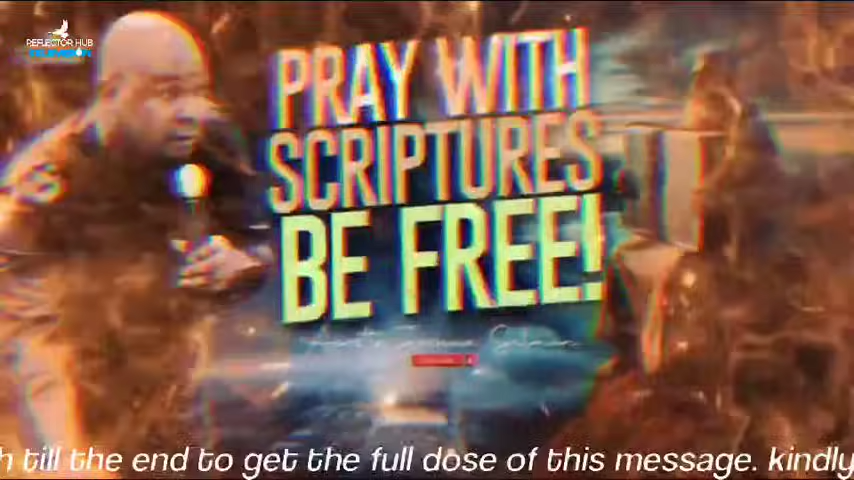 REFLECTOR HUB
PRAY WITH
SCRIPTURES
BE FREE!
till the end to get the full dose of this message. kindly